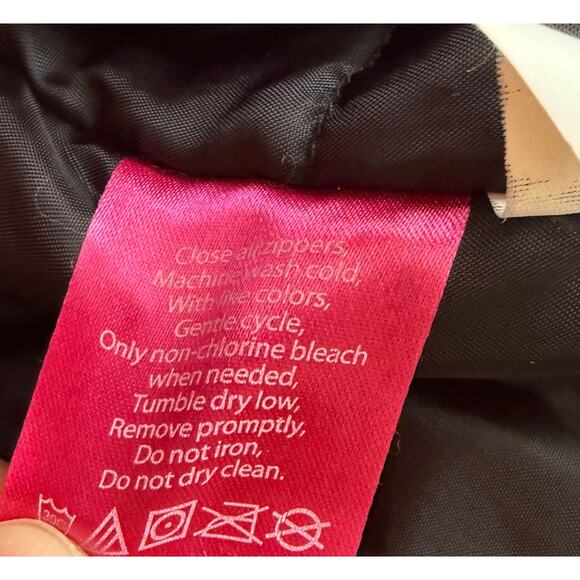 Close all zippers,
Machine wash cold,
With like colors,
Gentle cycle,
Only non-chlorine bleach
when needed,
Tumble dry low,
Remove promptly,
Do not iron,
Do not dry clean.
30C